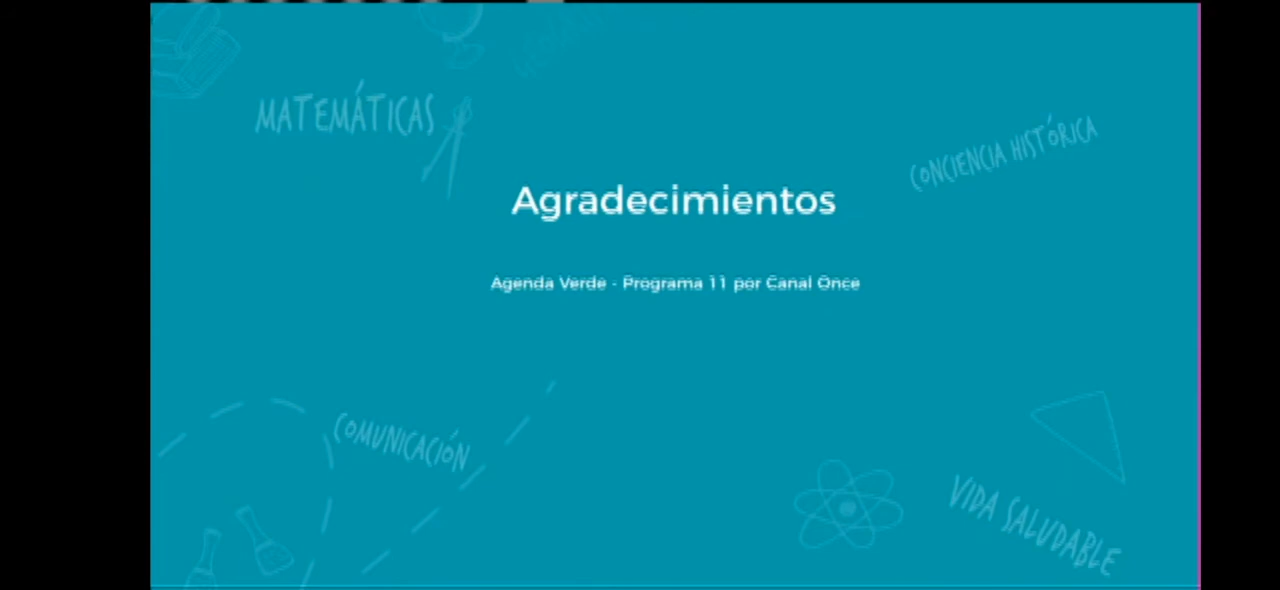 MATEMÁTICAS
CONCIENCIA HISTÓRICA
Agradecimientos
Agenda Verde - Programa 11 por Canal Once
COMUNICACIÓN
VIDA SALUDABLE